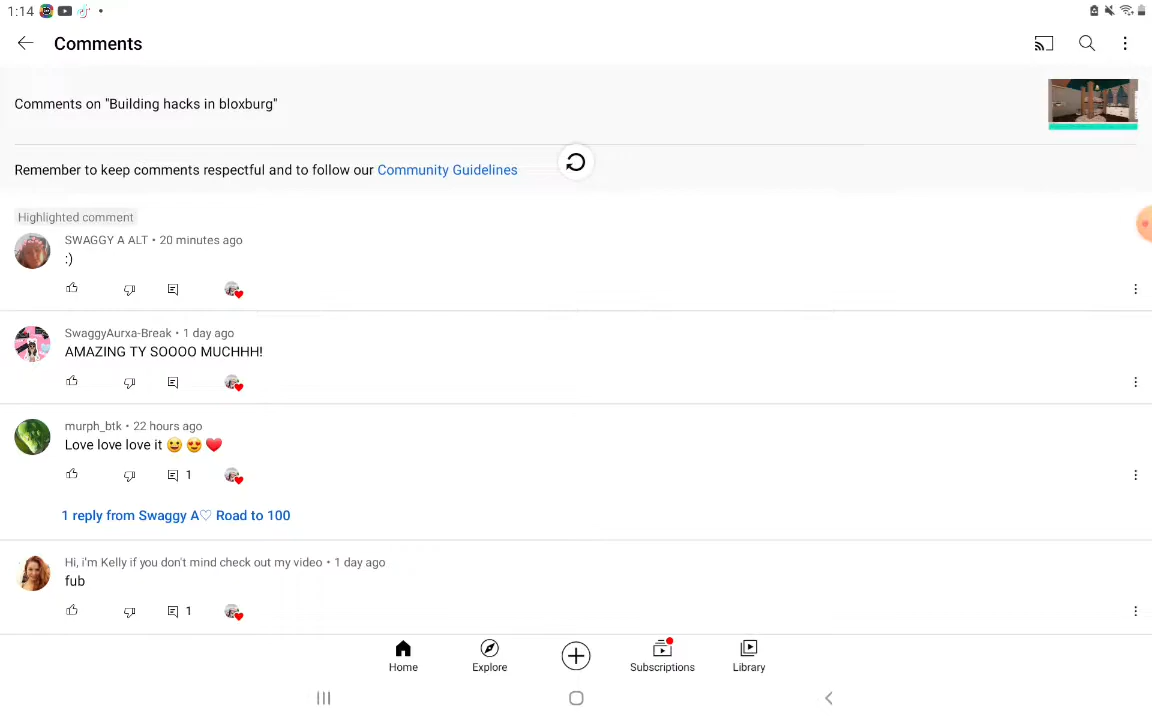 1:14
Comments
Comments on "Building hacks in bloxburg"
Remember to keep comments respectful and to follow our Community Guidelines
Highlighted comment
SWAGGY A ALT • 20 minutes ago
:)
SwaggyAurxa-Break • 1 day ago
AMAZING TY SOOOO MUCHHH!
murph_btk • 22 hours ago
Love love love it 😀 😍 ❤️
1
1 reply from Swaggy A♡ Road to 100
Hi, i'm Kelly if you don't mind check out my video • 1 day ago
fub
1
Home Explore Subscriptions Library